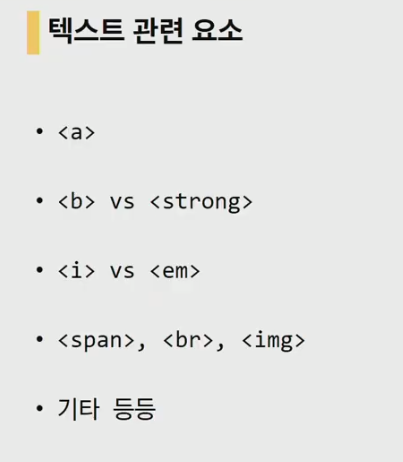 텍스트 관련 요소
• <a>
• <b> vs <strong>
• <i> vs <em>
• <span>, <br>, <img>
• 기타 등등